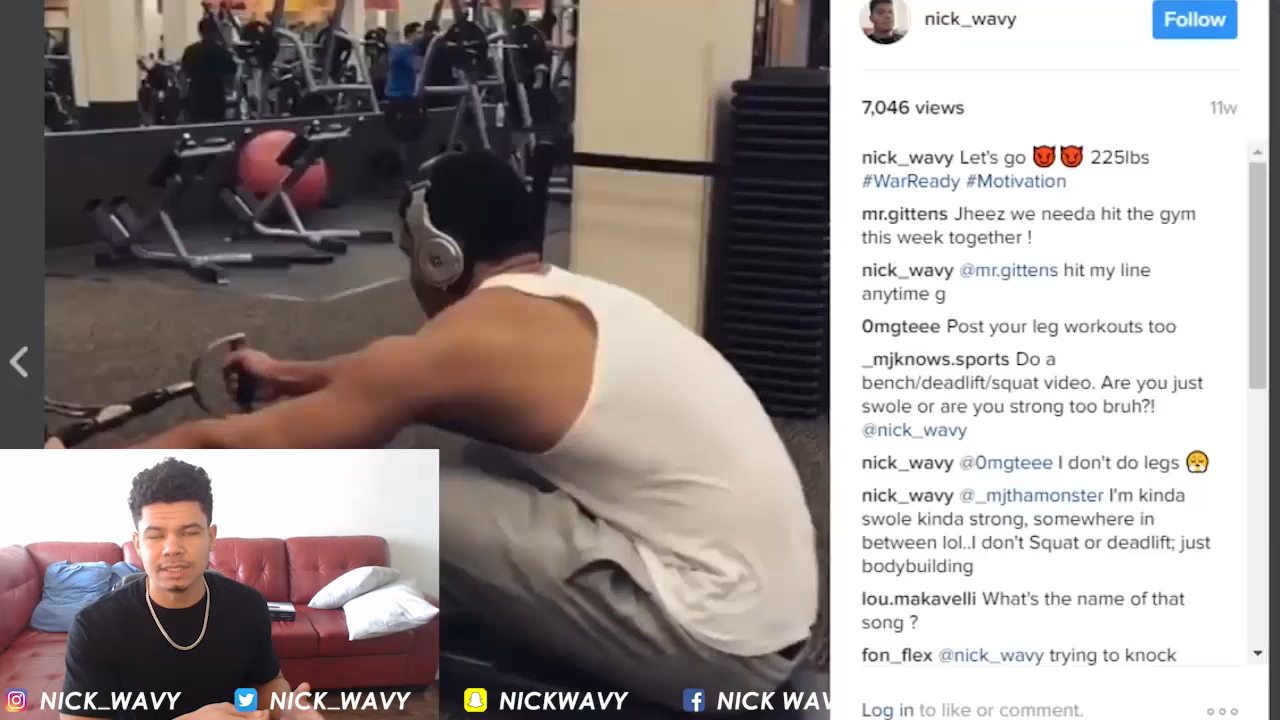 nick_wavy
Follow
7,046 views
11w
nick_wavy Let's go 😈😈 225lbs
#WarReady #Motivation
mr.gittens Jheez we needa hit the gym
this week together !
nick_wavy @mr.gittens hit my line
anytime g
0mgteee Post your leg workouts too
_mjknows.sports Do a
bench/deadlift/squat video. Are you just
swole or are you strong too bruh?!
@nick_wavy
nick_wavy @0mgteee I don't do legs 😤
nick_wavy @_mjthamonster I'm kinda
swole kinda strong, somewhere in
between lol..I don't Squat or deadlift; just
bodybuilding
lou.makavelli What's the name of that
song ?
fon_flex @nick_wavy trying to knock
Log in to like or comment.
NICK_WAVY
NICK_WAVY
NICKWAVY
NICK WAV